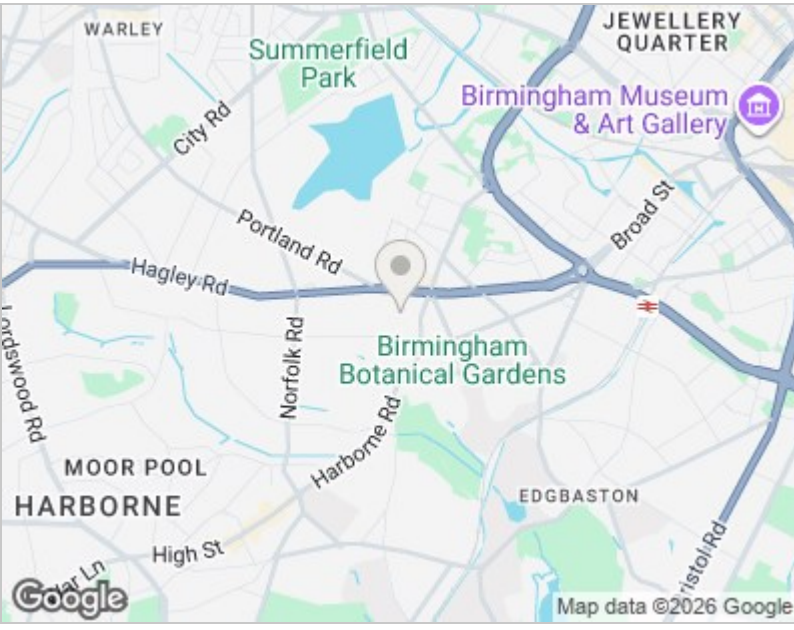 WARLEY
JEWELLERY
QUARTER
Summerfield
Park
Birmingham Museum
& Art Gallery
City Rd
Broad St
Portland Rd
Hagley Rd
Lordswood Rd
Norfolk Rd
Birmingham
Botanical Gardens
Harborne Rd
MOOR POOL
HARBORNE
EDGBASTON
High St
Bristol Rd
Ln
Google
Map data ©2026 Google